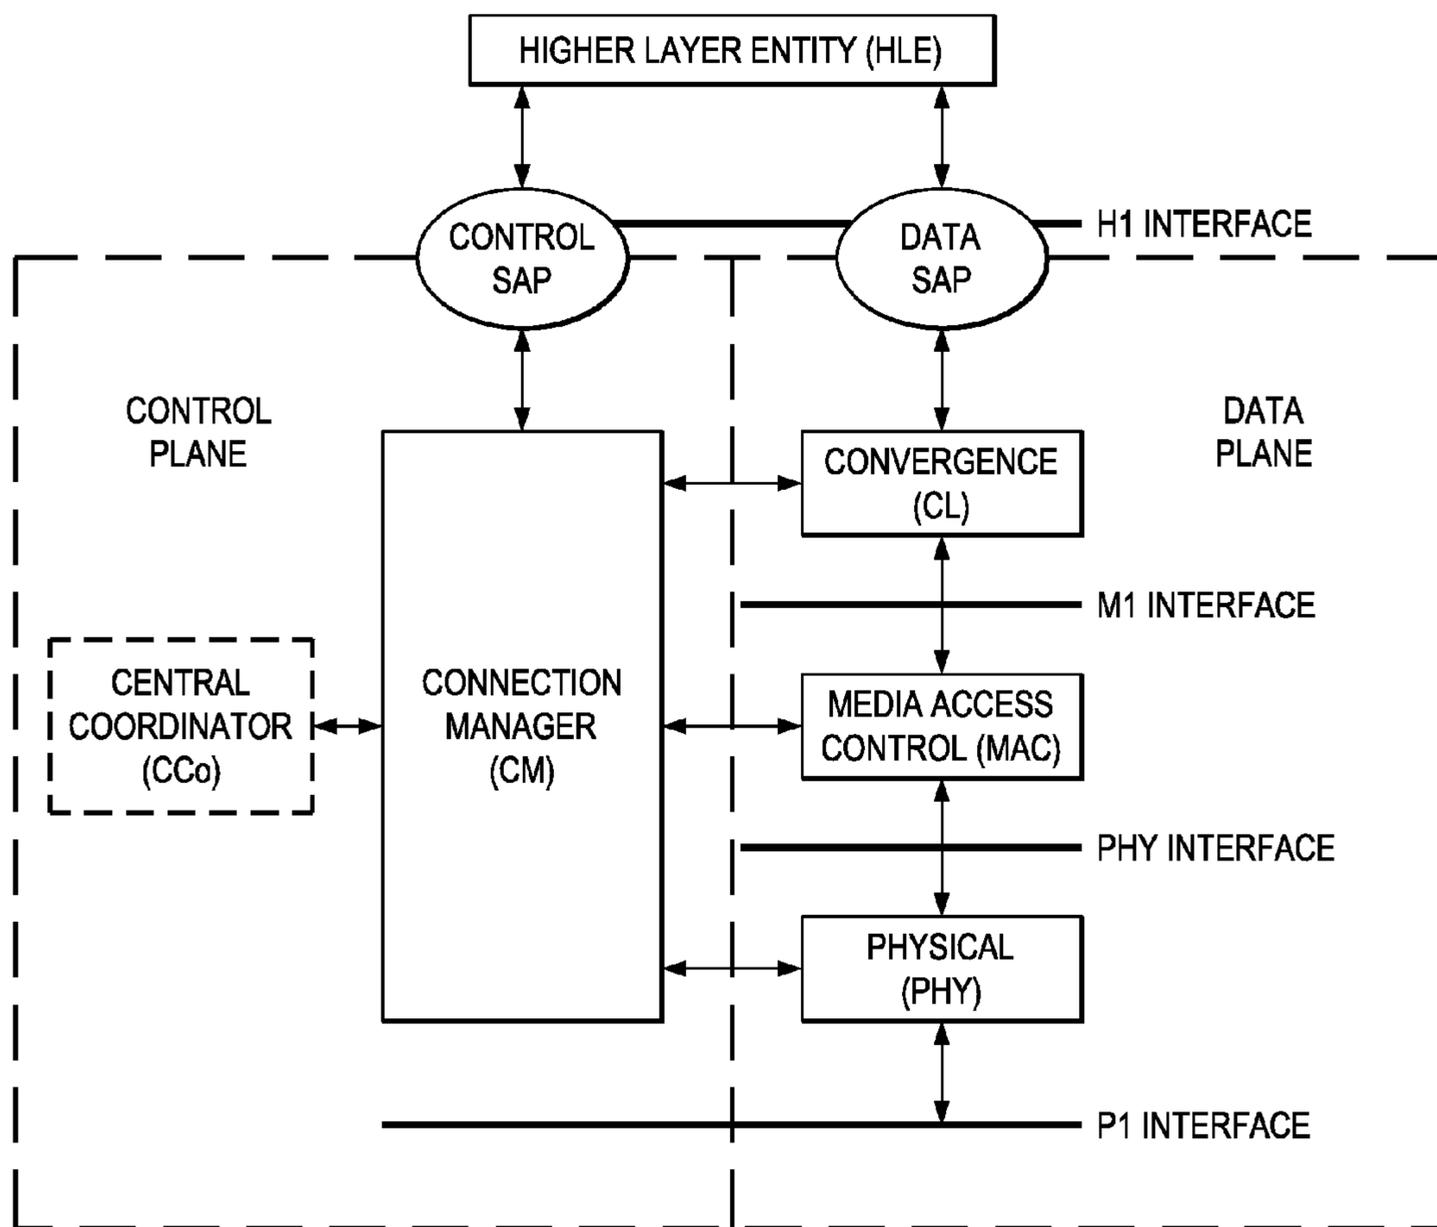 HIGHER LAYER ENTITY (HLE)
CONTROL
SAP
DATA
SAP
H1 INTERFACE
CONTROL
PLANE
DATA
PLANE
CONVERGENCE
(CL)
M1 INTERFACE
CENTRAL
COORDINATOR
(CCo)
CONNECTION
MANAGER
(CM)
MEDIA ACCESS
CONTROL (MAC)
PHY INTERFACE
PHYSICAL
(PHY)
P1 INTERFACE